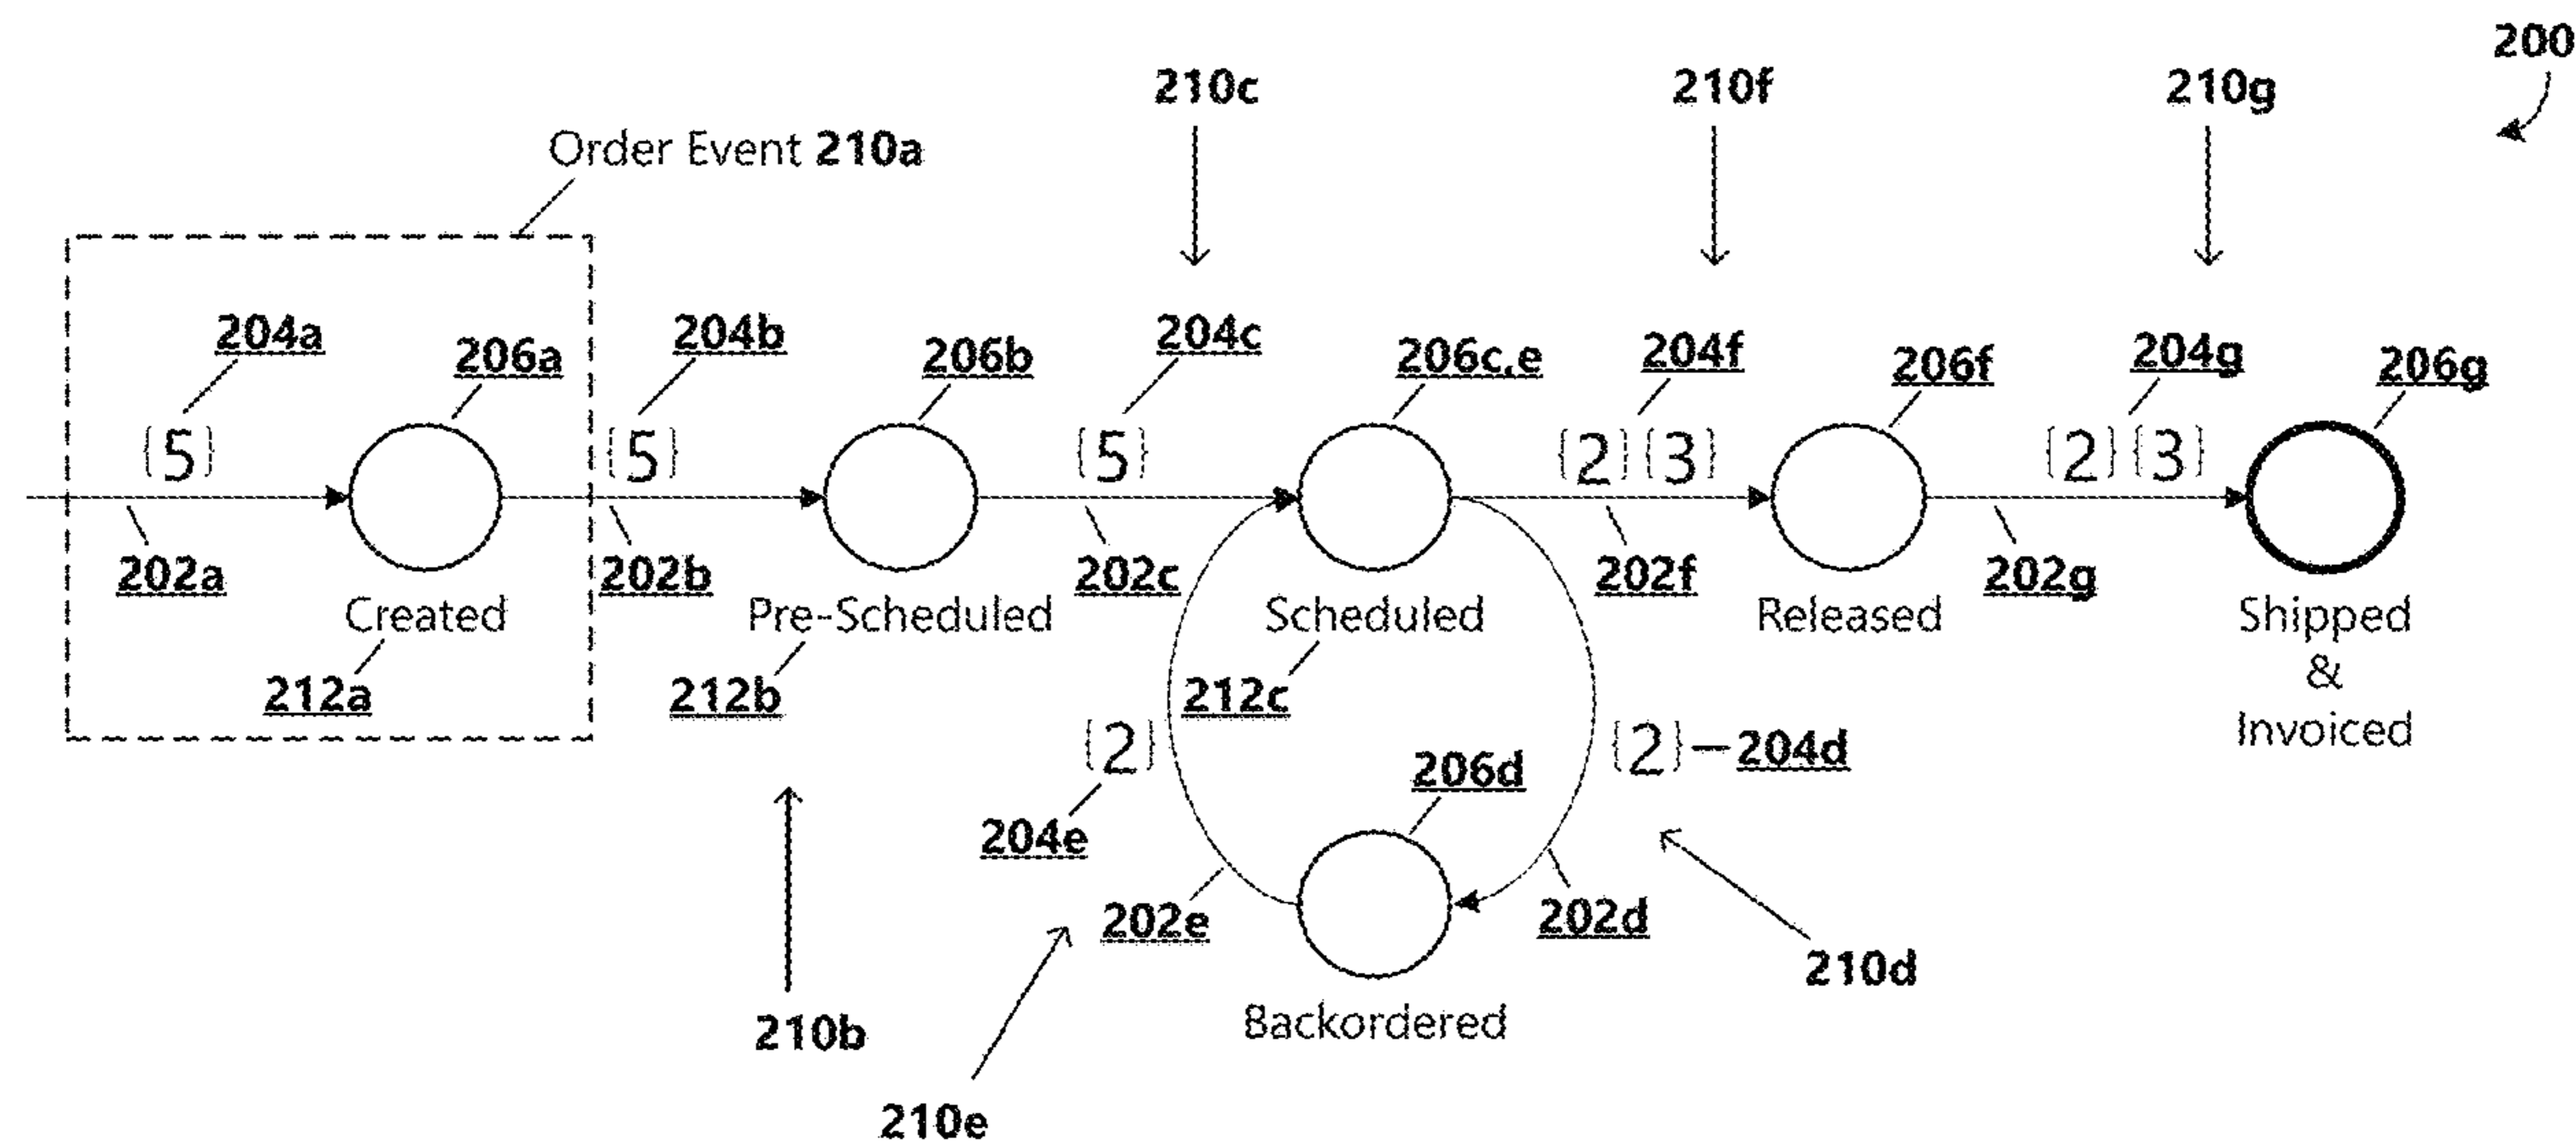 200
210c 210f 210g
Order Event 210a
204a 204b 204c 204f 204g
206a 206b 206c,e 206f 206g
{5} {5} {5} {2} {3} {2} {3}
202a 202b 202c 202f 202g
Created Pre-Scheduled Scheduled Released Shipped
&
Invoiced
212a 212b 212c
{2} {2} 204d
206d
204e
202e 202d
210d
Backordered
210b
210e